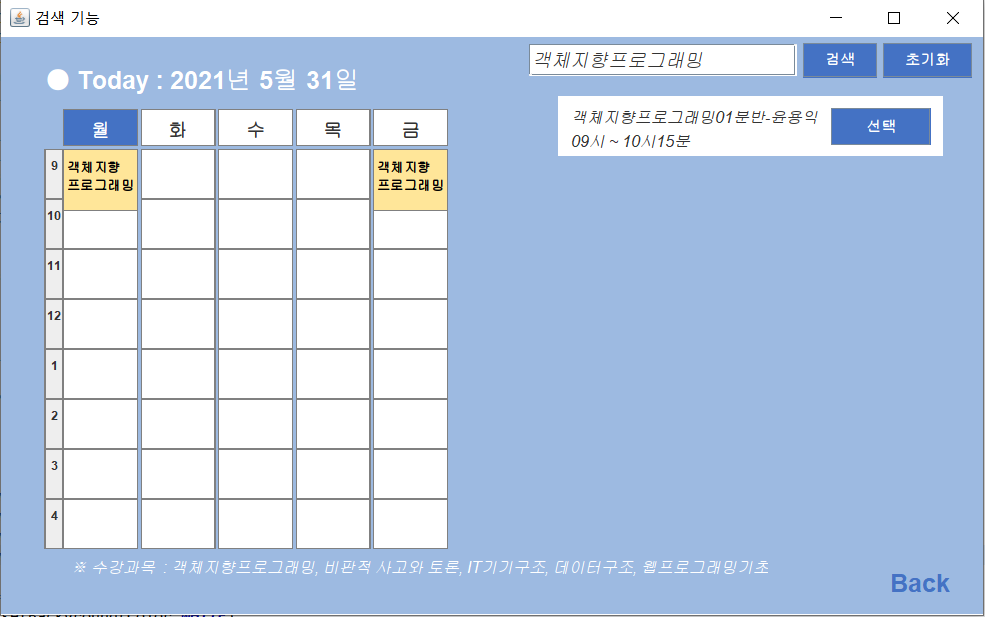 검색 기능
객체지향프로그래밍
검색
초기화
● Today : 2021년 5월 31일
객체지향프로그래밍01분반-윤용익
09시 ~ 10시15분
선택
월 화 수 목 금
9
객체지향
프로그래밍
객체지향
프로그래밍
10
11
12
1
2
3
4
※ 수강과목 : 객체지향프로그래밍, 비판적 사고와 토론, IT기기구조, 데이터구조, 웹프로그래밍기초
Back